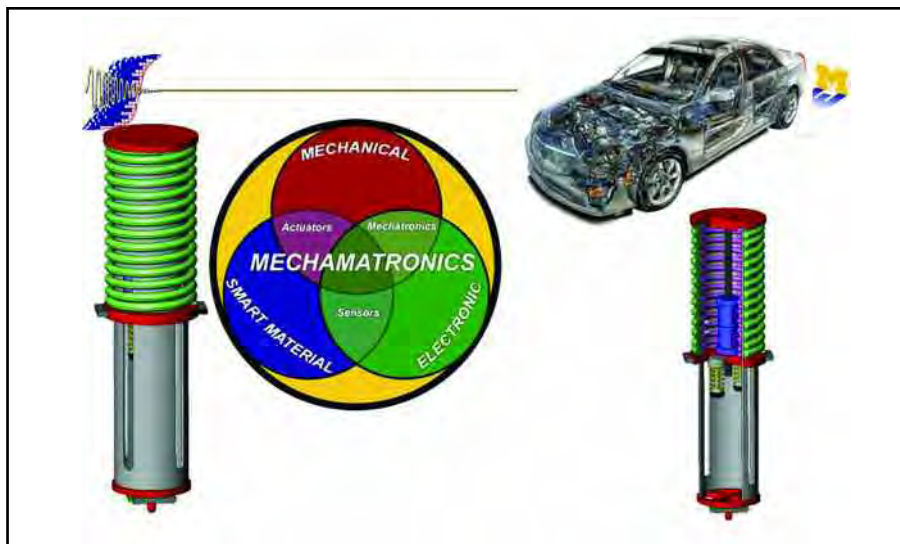 MECHANICAL
Actuators
Mechatronics
MECHAMATRONICS
SMART MATERIAL
Sensors
ELECTRONIC
M